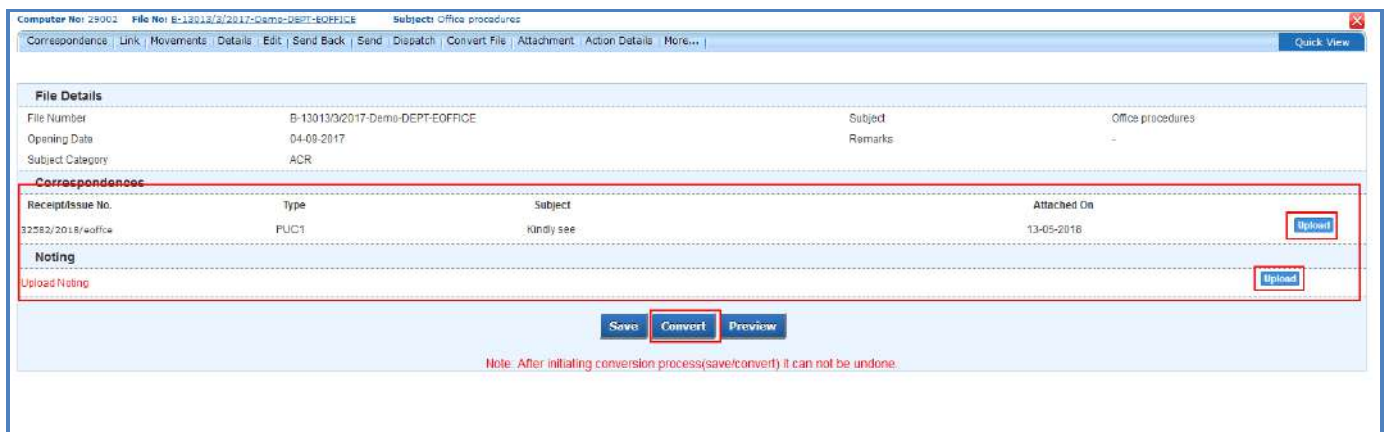 Computer No: 29002 File No: B-13013/3/2017-Demo-DEPT-EOFFICE Subject: Office procedures
Correspondence | Link | Movements | Details | Edit | Send Back | Send | Dispatch | Convert File | Attachment | Action Details | More... | Quick View
File Details
File Number B-13013/3/2017-Demo-DEPT-EOFFICE Subject Office procedures
Opening Date 04-09-2017 Remarks -
Subject Category ACR
Correspondences
Receipt/Issue No. Type Subject Attached On
32582/2018/eoffce PUC1 Kindly see 13-05-2018 Upload
Noting
Upload Noting Upload
Save Convert Preview
Note: After initiating conversion process(save/convert) it can not be undone.